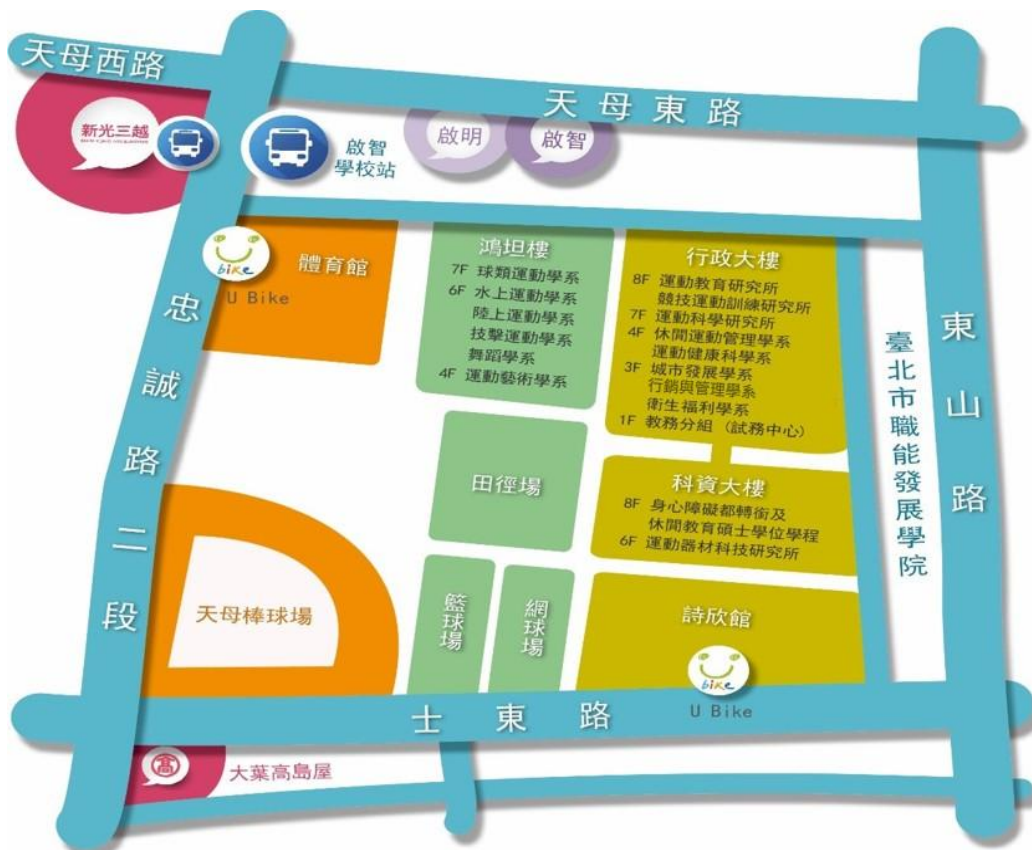 天母西路
天母東路
新光三越
啟智
學校站
啟明
啟智
體育館
bike
U Bike
鴻坦樓
7F 球類運動學系
6F 水上運動學系
陸上運動學系
技擊運動學系
舞蹈學系
4F 運動藝術學系
行政大樓
8F 運動教育研究所
競技運動訓練研究所
7F 運動科學研究所
4F 休閒運動管理學系
運動健康科學系
3F 城市發展學系
行銷與管理學系
衛生福利學系
1F 教務分組（試務中心）
忠誠路二段
東山路
臺北市職能發展學院
田徑場
科資大樓
8F 身心障礙都轉銜及
休閒教育碩士學位學程
6F 運動器材科技研究所
天母棒球場
籃球場
網球場
詩欣館
bike
U Bike
士東路
髙
大葉高島屋